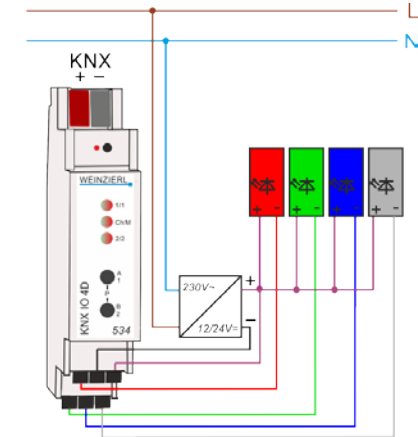 L
N
KNX
+ −
WEINZIERL
1/1
Ch/M
2/2
A
1
P
B
2
KNX IO 4D
534
230V~
12/24V=
+
−
+ -
+ -
+ -
+ -